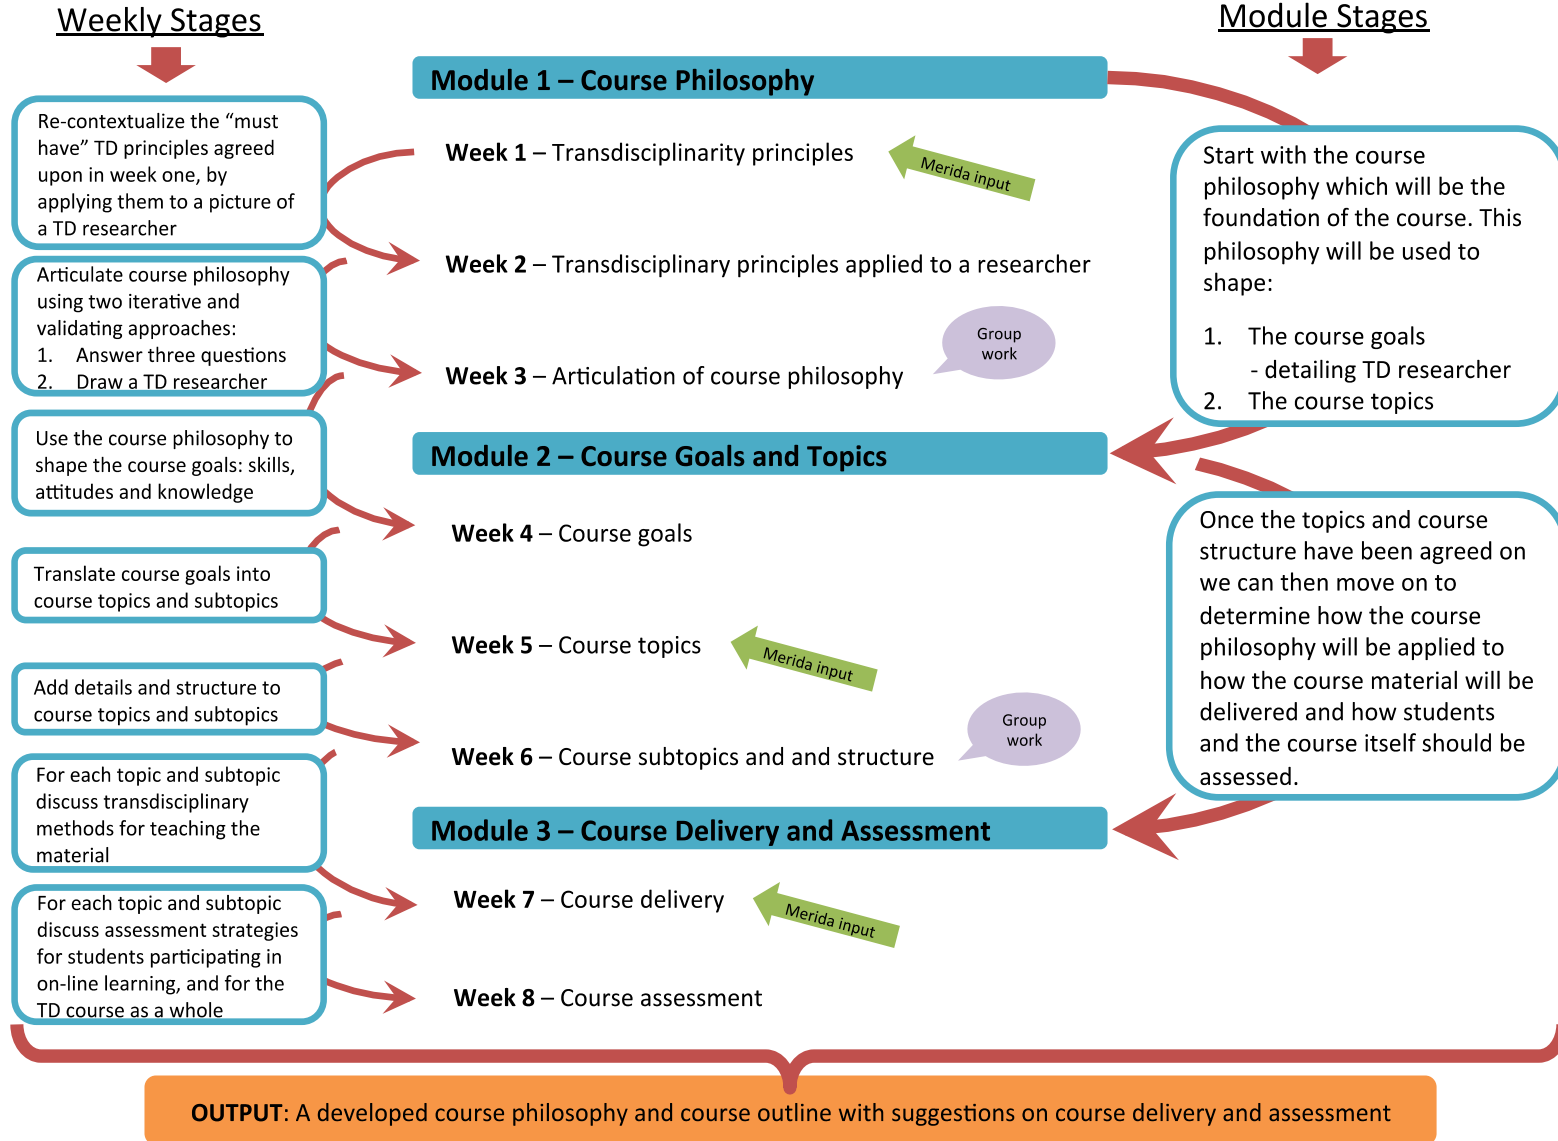 Weekly Stages
Module Stages
Module 1 – Course Philosophy
Re-contextualize the “must
have” TD principles agreed
upon in week one, by
applying them to a picture of
a TD researcher
Week 1 – Transdisciplinarity principles
Merida input
Week 2 – Transdisciplinary principles applied to a researcher
Articulate course philosophy
using two iterative and
validating approaches:
1. Answer three questions
2. Draw a TD researcher
Group
work
Week 3 – Articulation of course philosophy
Start with the course
philosophy which will be the
foundation of the course. This
philosophy will be used to
shape:
1. The course goals
- detailing TD researcher
2. The course topics
Use the course philosophy to
shape the course goals: skills,
attitudes and knowledge
Module 2 – Course Goals and Topics
Week 4 – Course goals
Translate course goals into
course topics and subtopics
Week 5 – Course topics
Merida input
Add details and structure to
course topics and subtopics
Group
work
Week 6 – Course subtopics and and structure
Once the topics and course
structure have been agreed on
we can then move on to
determine how the course
philosophy will be applied to
how the course material will be
delivered and how students
and the course itself should be
assessed.
For each topic and subtopic
discuss transdisciplinary
methods for teaching the
material
Module 3 – Course Delivery and Assessment
Week 7 – Course delivery
Merida input
For each topic and subtopic
discuss assessment strategies
for students participating in
on-line learning, and for the
TD course as a whole
Week 8 – Course assessment
OUTPUT: A developed course philosophy and course outline with suggestions on course delivery and assessment